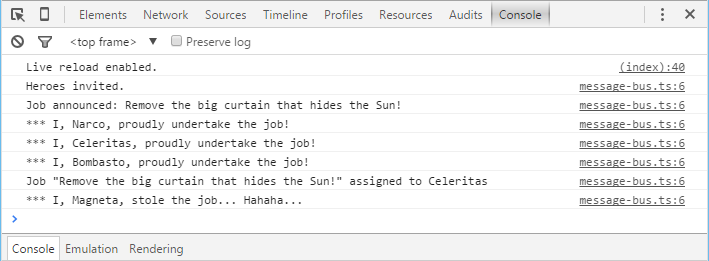 Elements Network Sources Timeline Profiles Resources Audits Console
<top frame> ▼ Preserve log
Live reload enabled. (index):40
Heroes invited. message-bus.ts:6
Job announced: Remove the big curtain that hides the Sun! message-bus.ts:6
*** I, Narco, proudly undertake the job! message-bus.ts:6
*** I, Celeritas, proudly undertake the job! message-bus.ts:6
*** I, Bombasto, proudly undertake the job! message-bus.ts:6
Job "Remove the big curtain that hides the Sun!" assigned to Celeritas message-bus.ts:6
*** I, Magneta, stole the job... Hahaha... message-bus.ts:6
>
Console Emulation Rendering